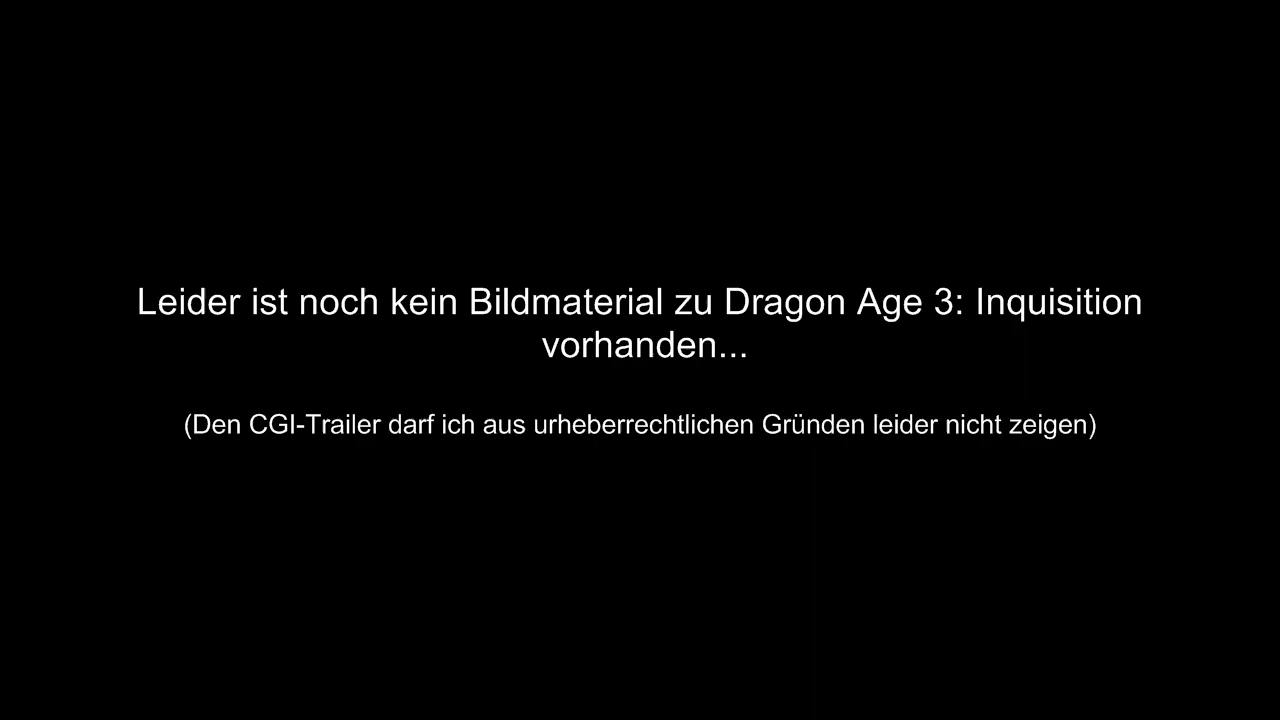 Leider ist noch kein Bildmaterial zu Dragon Age 3: Inquisition
vorhanden...
(Den CGI-Trailer darf ich aus urheberrechtlichen Gründen leider nicht zeigen)